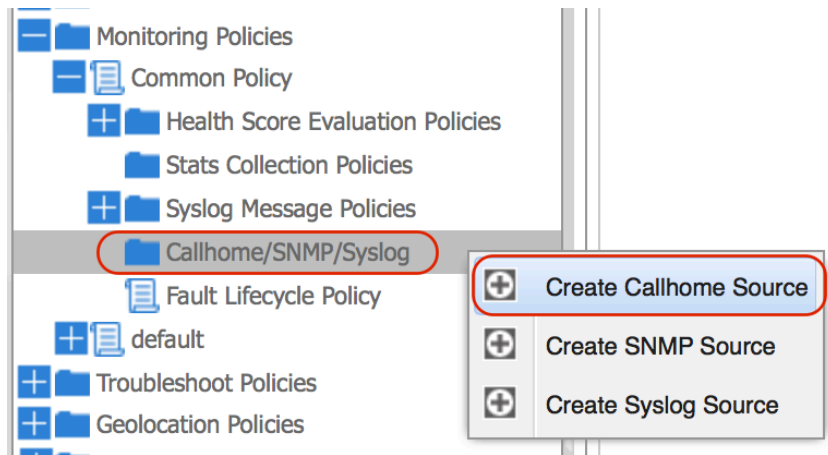 Monitoring Policies
Common Policy
Health Score Evaluation Policies
Stats Collection Policies
Syslog Message Policies
Callhome/SNMP/Syslog
Create Callhome Source
Fault Lifecycle Policy
default
Create SNMP Source
Troubleshoot Policies
Create Syslog Source
Geolocation Policies